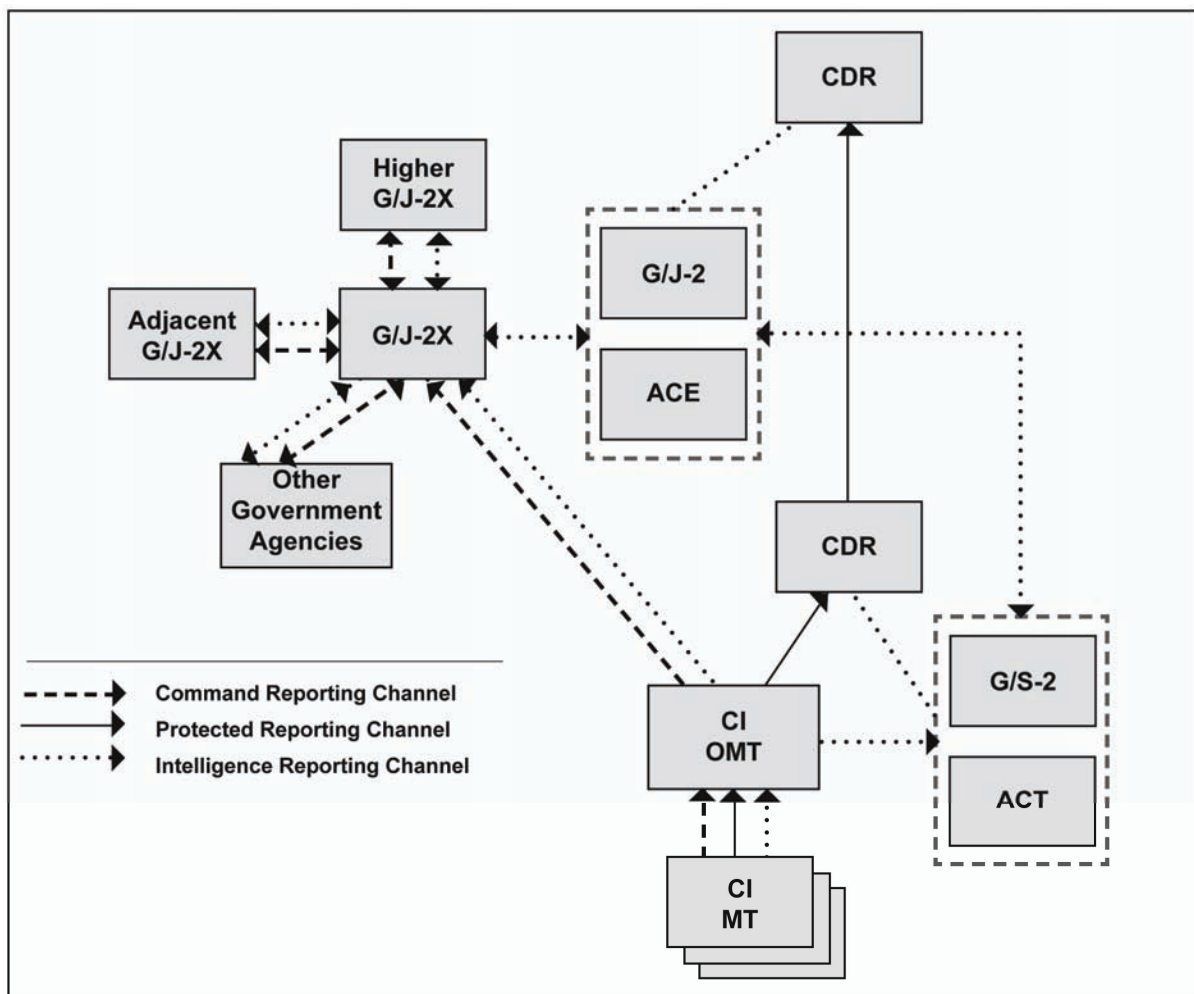 CDR
Higher
G/J-2X
G/J-2
Adjacent
G/J-2X
G/J-2X
ACE
Other
Government
Agencies
CDR
Command Reporting Channel
Protected Reporting Channel
Intelligence Reporting Channel
CI
OMT
G/S-2
ACT
CI
MT